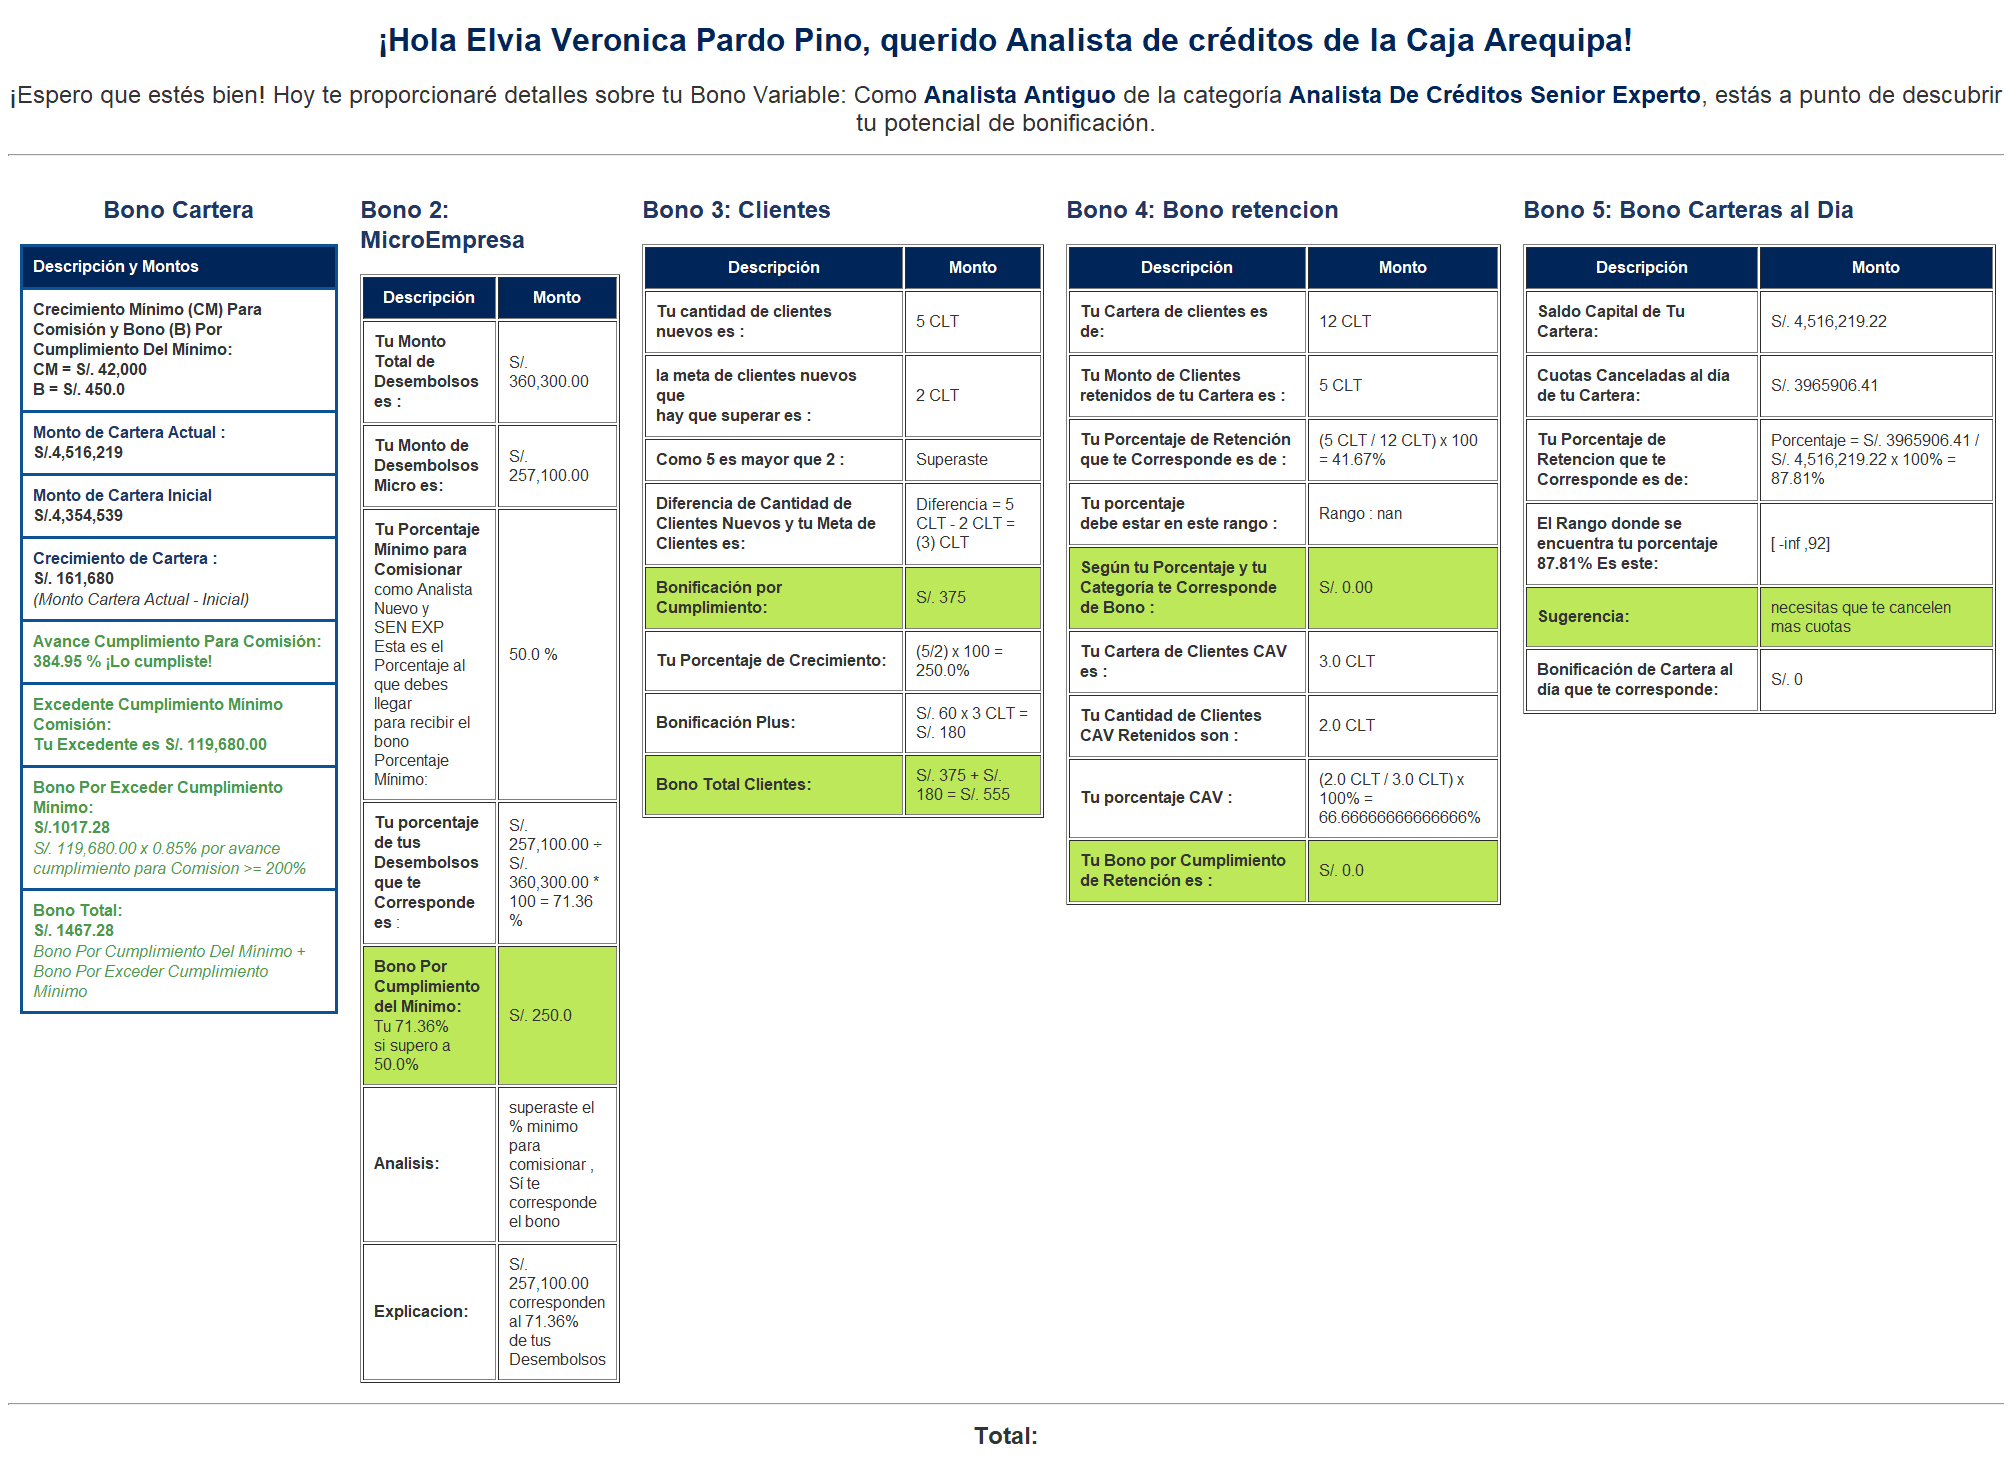 ¡Hola Elvia Veronica Pardo Pino, querido Analista de créditos de la Caja Arequipa!
¡Espero que estés bien! Hoy te proporcionaré detalles sobre tu Bono Variable: Como Analista Antiguo de la categoría Analista De Créditos Senior Experto, estás a punto de descubrir
tu potencial de bonificación.
Bono Cartera
Descripción y Montos
Crecimiento Mínimo (CM) Para
Comisión y Bono (B) Por
Cumplimiento Del Mínimo:
CM = S/. 42,000
B = S/. 450.0
Monto de Cartera Actual :
S/.4,516,219
Monto de Cartera Inicial
S/.4,354,539
Crecimiento de Cartera :
S/. 161,680
(Monto Cartera Actual - Inicial)
Avance Cumplimiento Para Comisión:
384.95 % ¡Lo cumpliste!
Excedente Cumplimiento Mínimo
Comisión:
Tu Excedente es S/. 119,680.00
Bono Por Exceder Cumplimiento
Mínimo:
S/.1017.28
S/. 119,680.00 x 0.85% por avance
cumplimiento para Comision >= 200%
Bono Total:
S/. 1467.28
Bono Por Cumplimiento Del Mínimo +
Bono Por Exceder Cumplimiento
Mínimo
Bono 2:
MicroEmpresa
Descripción Monto
Tu Monto
Total de
Desembolsos
es :
S/.
360,300.00
Tu Monto de
Desembolsos
Micro es:
S/.
257,100.00
Tu Porcentaje
Mínimo para
Comisionar
como Analista
Nuevo y
SEN EXP
Esta es el
Porcentaje al
que debes
llegar
para recibir el
bono
Porcentaje
Mínimo:
50.0 %
Tu porcentaje
de tus
Desembolsos
que te
Corresponde
es :
S/.
257,100.00 ÷
S/.
360,300.00 *
100 = 71.36
%
Bono Por
Cumplimiento
del Mínimo:
Tu 71.36%
si supero a
50.0%
S/. 250.0
Analisis:
superaste el
% minimo
para
comisionar ,
Sí te
corresponde
el bono
Explicacion:
S/.
257,100.00
corresponden
al 71.36%
de tus
Desembolsos
Bono 3: Clientes
Descripción Monto
Tu cantidad de clientes
nuevos es :
5 CLT
la meta de clientes nuevos
que
hay que superar es :
2 CLT
Como 5 es mayor que 2 :
Superaste
Diferencia de Cantidad de
Clientes Nuevos y tu Meta de
Clientes es:
Diferencia = 5
CLT - 2 CLT =
(3) CLT
Bonificación por
Cumplimiento:
S/. 375
Tu Porcentaje de Crecimiento:
(5/2) x 100 =
250.0%
Bonificación Plus:
S/. 60 x 3 CLT =
S/. 180
Bono Total Clientes:
S/. 375 + S/.
180 = S/. 555
Bono 4: Bono retencion
Descripción Monto
Tu Cartera de clientes es
de:
12 CLT
Tu Monto de Clientes
retenidos de tu Cartera es :
5 CLT
Tu Porcentaje de Retención
que te Corresponde es de :
(5 CLT / 12 CLT) x 100
= 41.67%
Tu porcentaje
debe estar en este rango :
Rango : nan
Según tu Porcentaje y tu
Categoría te Corresponde
de Bono :
S/. 0.00
Tu Cartera de Clientes CAV
es :
3.0 CLT
Tu Cantidad de Clientes
CAV Retenidos son :
2.0 CLT
Tu porcentaje CAV :
(2.0 CLT / 3.0 CLT) x
100% =
66.66666666666666%
Tu Bono por Cumplimiento
de Retención es :
S/. 0.0
Bono 5: Bono Carteras al Dia
Descripción Monto
Saldo Capital de Tu
Cartera:
S/. 4,516,219.22
Cuotas Canceladas al día
de tu Cartera:
S/. 3965906.41
Tu Porcentaje de
Retencion que te
Corresponde es de:
Porcentaje = S/. 3965906.41 /
S/. 4,516,219.22 x 100% =
87.81%
El Rango donde se
encuentra tu porcentaje
87.81% Es este:
[ -inf ,92]
Sugerencia:
necesitas que te cancelen
mas cuotas
Bonificación de Cartera al
día que te corresponde:
S/. 0
Total: